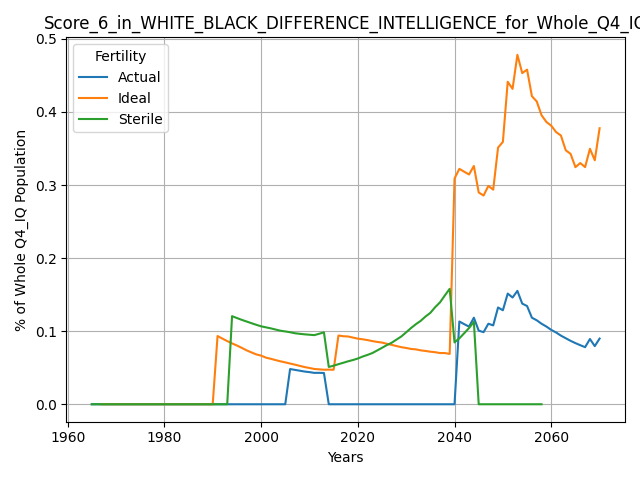 Score_6_in_WHITE_BLACK_DIFFERENCE_INTELLIGENCE_for_Whole_Q4_IQ
0.5
Fertility
Actual
Ideal
Sterile
0.4
0.3
0.2
0.1
0.0
% of Whole Q4_IQ Population
1960 1980 2000 2020 2040 2060
Years